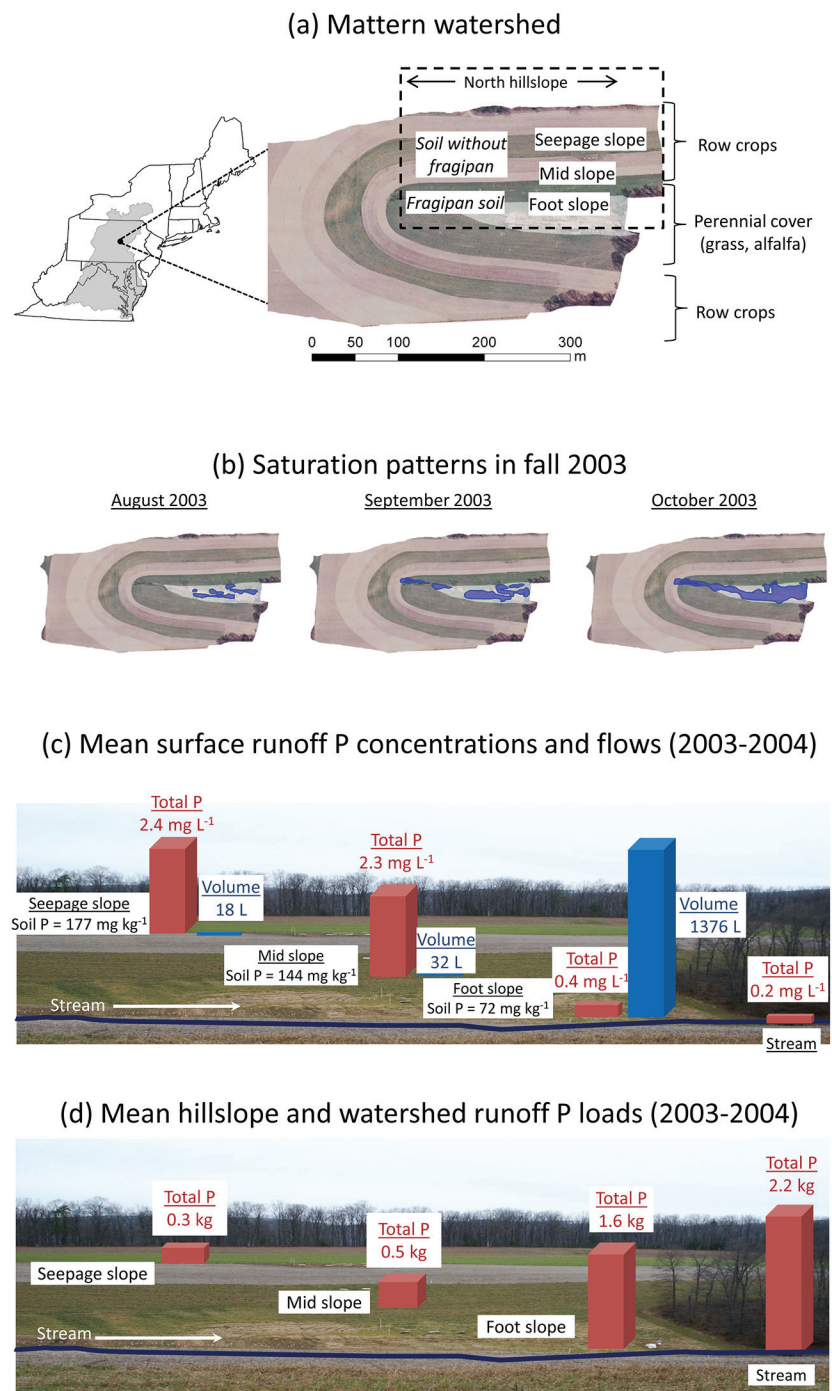 (a) Mattern watershed
North hillslope
Soil without
fragipan
Seepage slope
Mid slope
Fragipan soil
Foot slope
Row crops
Perennial cover
(grass, alfalfa)
Row crops
0 50 100 200 300
m
(b) Saturation patterns in fall 2003
August 2003
September 2003
October 2003
(c) Mean surface runoff P concentrations and flows (2003-2004)
Total P
2.4 mg L⁻¹
Total P
2.3 mg L⁻¹
Seepage slope
Soil P = 177 mg kg⁻¹
Volume
18 L
Volume
1376 L
Mid slope
Soil P = 144 mg kg⁻¹
Volume
32 L
Total P
0.4 mg L⁻¹
Total P
0.2 mg L⁻¹
Foot slope
Soil P = 72 mg kg⁻¹
Stream
Stream
(d) Mean hillslope and watershed runoff P loads (2003-2004)
Total P
2.2 kg
Total P
0.3 kg
Total P
1.6 kg
Total P
0.5 kg
Seepage slope
Mid slope
Foot slope
Stream
Stream